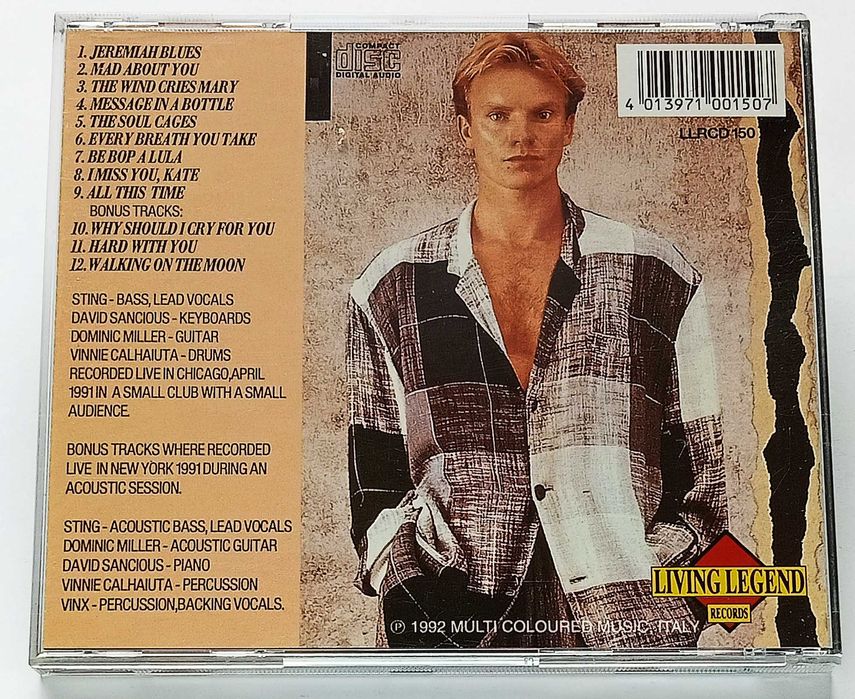 1. JEREMIAH BLUES
2. MAD ABOUT YOU
3. THE WIND CRIES MARY
4. MESSAGE IN A BOTTLE
5. THE SOUL CAGES
6. EVERY BREATH YOU TAKE
7. BE BOP A LULA
8. I MISS YOU, KATE
9. ALL THIS TIME
BONUS TRACKS:
10. WHY SHOULD I CRY FOR YOU
11. HARD WITH YOU
12. WALKING ON THE MOON
STING - BASS, LEAD VOCALS
DAVID SANCIOUS - KEYBOARDS
DOMINIC MILLER - GUITAR
VINNIE CALHAIUTA - DRUMS
RECORDED LIVE IN CHICAGO,APRIL
1991 IN A SMALL CLUB WITH A SMALL
AUDIENCE.
BONUS TRACKS WHERE RECORDED
LIVE IN NEW YORK 1991 DURING AN
ACOUSTIC SESSION.
STING - ACOUSTIC BASS, LEAD VOCALS
DOMINIC MILLER - ACOUSTIC GUITAR
DAVID SANCIOUS - PIANO
VINNIE CALHAIUTA - PERCUSSION
VINX - PERCUSSION,BACKING VOCALS.
COMPACT
disc
DIGITAL AUDIO
4 013971 001507
LLRCD 150
LIVING LEGEND
RECORDS
℗ 1992 MULTI COLOURED MUSIC, ITALY